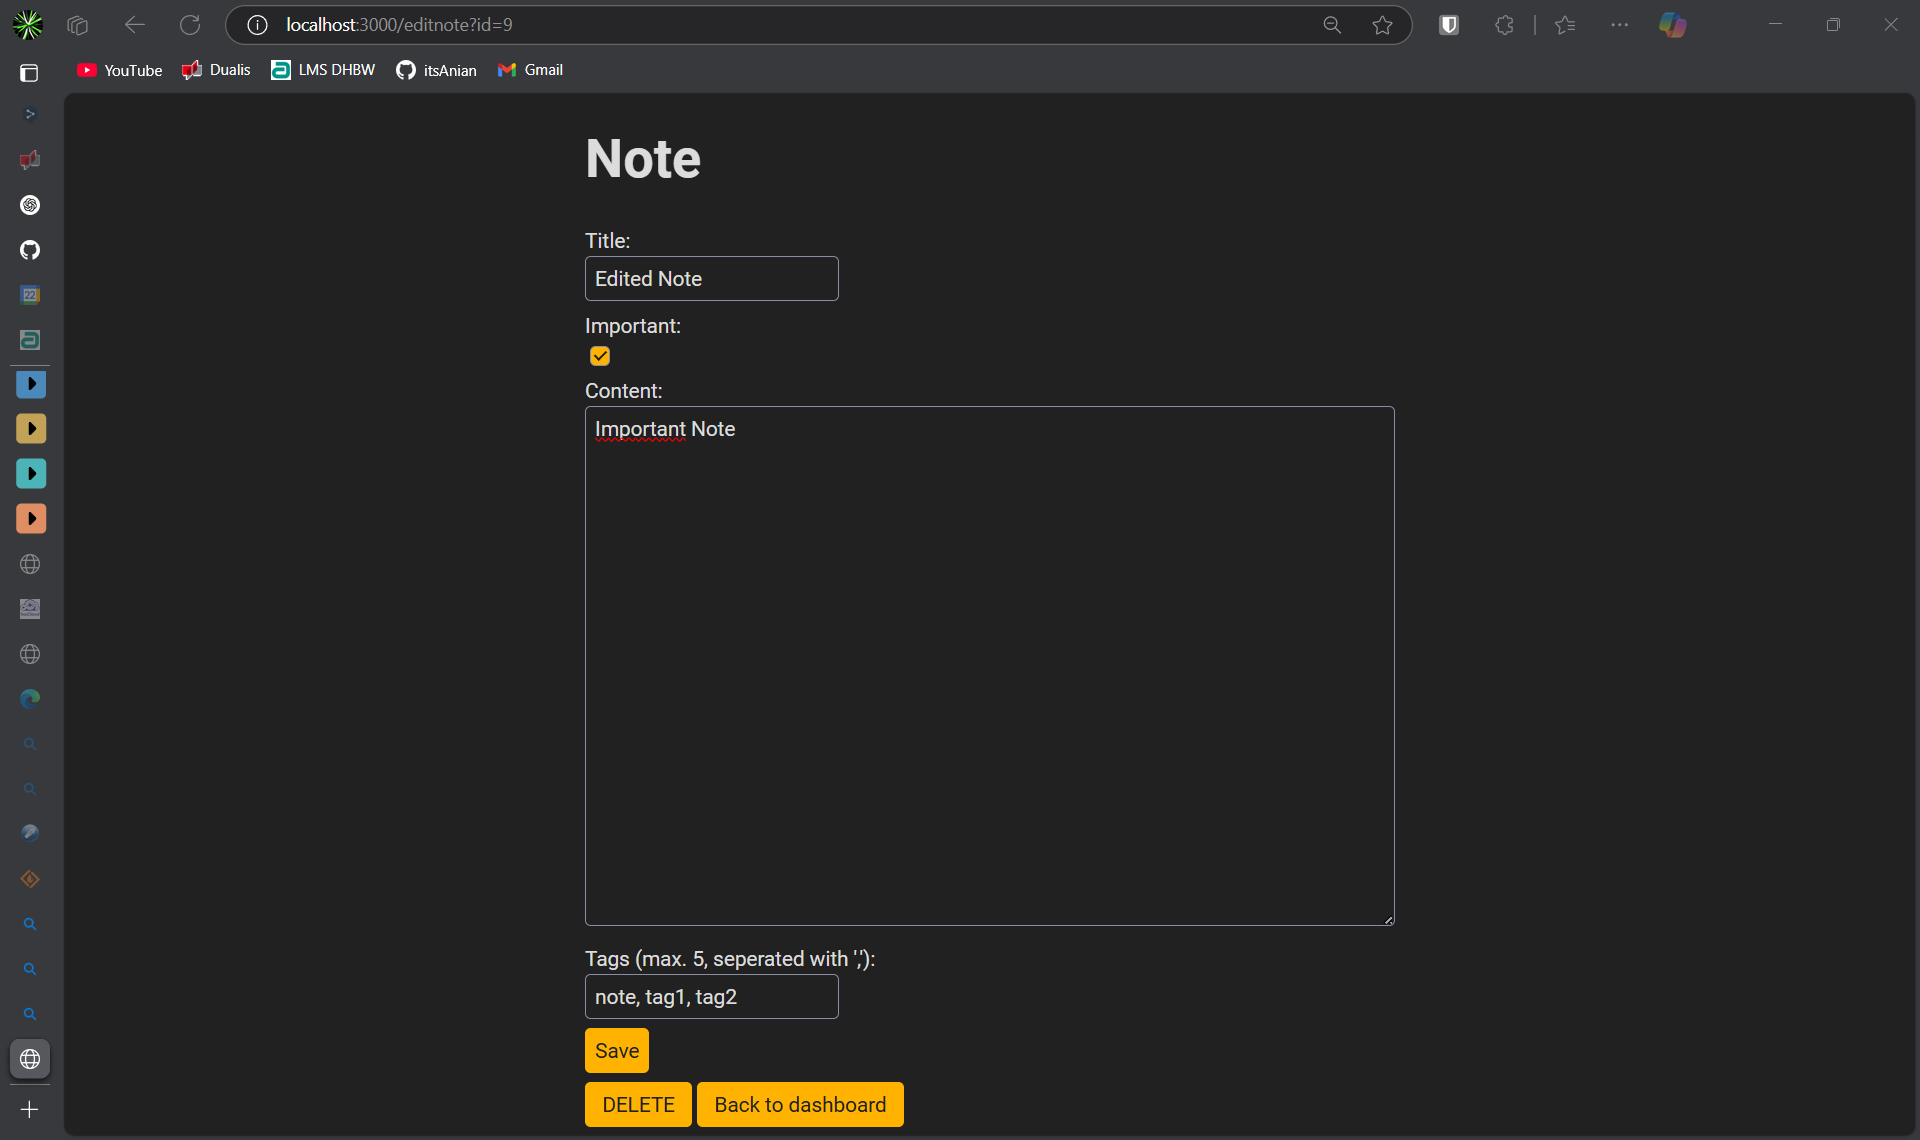 localhost:3000/editnote?id=9
YouTube Dualis LMS DHBW itsAnian Gmail
Note
Title:
Edited Note
Important:
Content:
Important Note
Tags (max. 5, seperated with ','):
note, tag1, tag2
Save
DELETE Back to dashboard